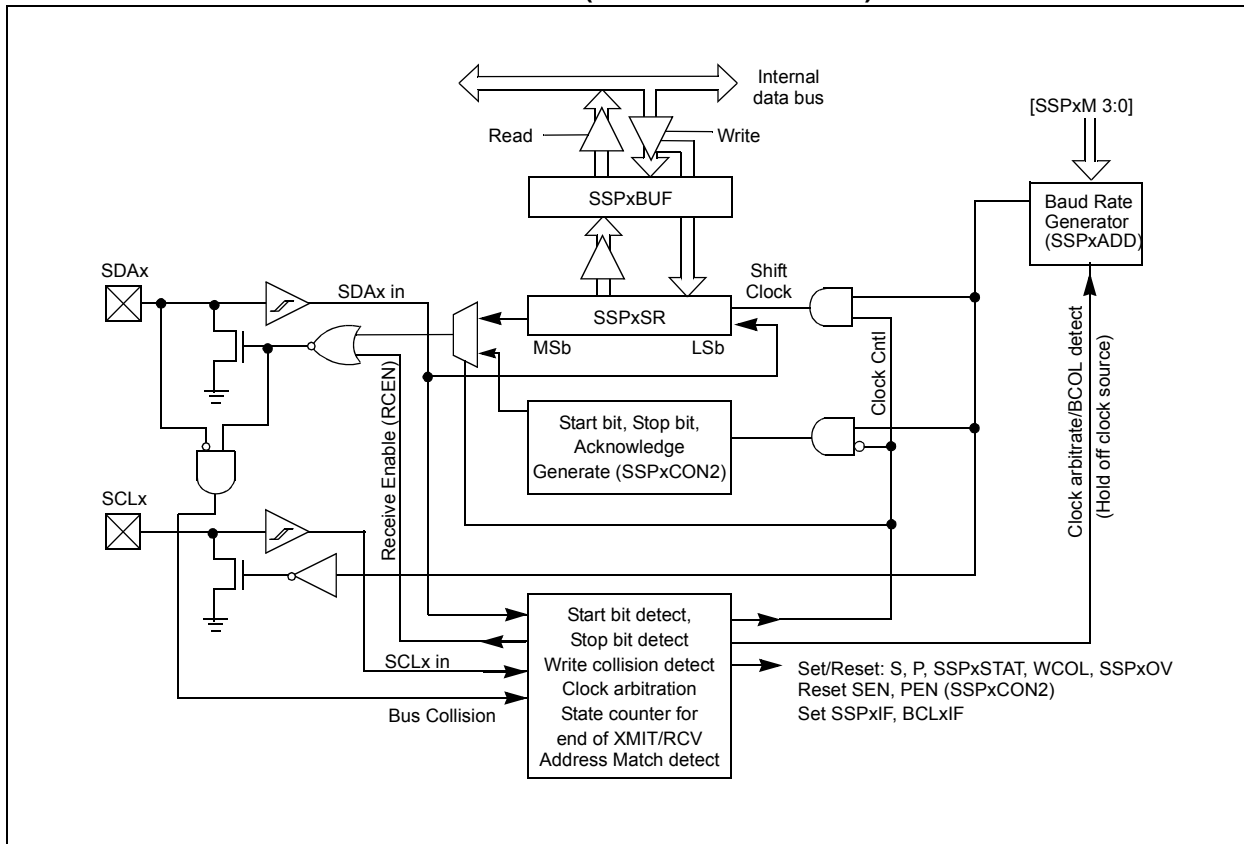 Internal
data bus
[SSPxM 3:0]
Read
Write
SSPxBUF
Baud Rate
Generator
(SSPxADD)
SDAx
SDAx in
Shift
Clock
SSPxSR
MSb
LSb
Clock Cntl
Receive Enable (RCEN)
Start bit, Stop bit,
Acknowledge
Generate (SSPxCON2)
Clock arbitrate/BCOL detect
(Hold off clock source)
SCLx
SCLx in
Bus Collision
Start bit detect,
Stop bit detect
Write collision detect
Clock arbitration
State counter for
end of XMIT/RCV
Address Match detect
Set/Reset: S, P, SSPxSTAT, WCOL, SSPxOV
Reset SEN, PEN (SSPxCON2)
Set SSPxIF, BCLxIF